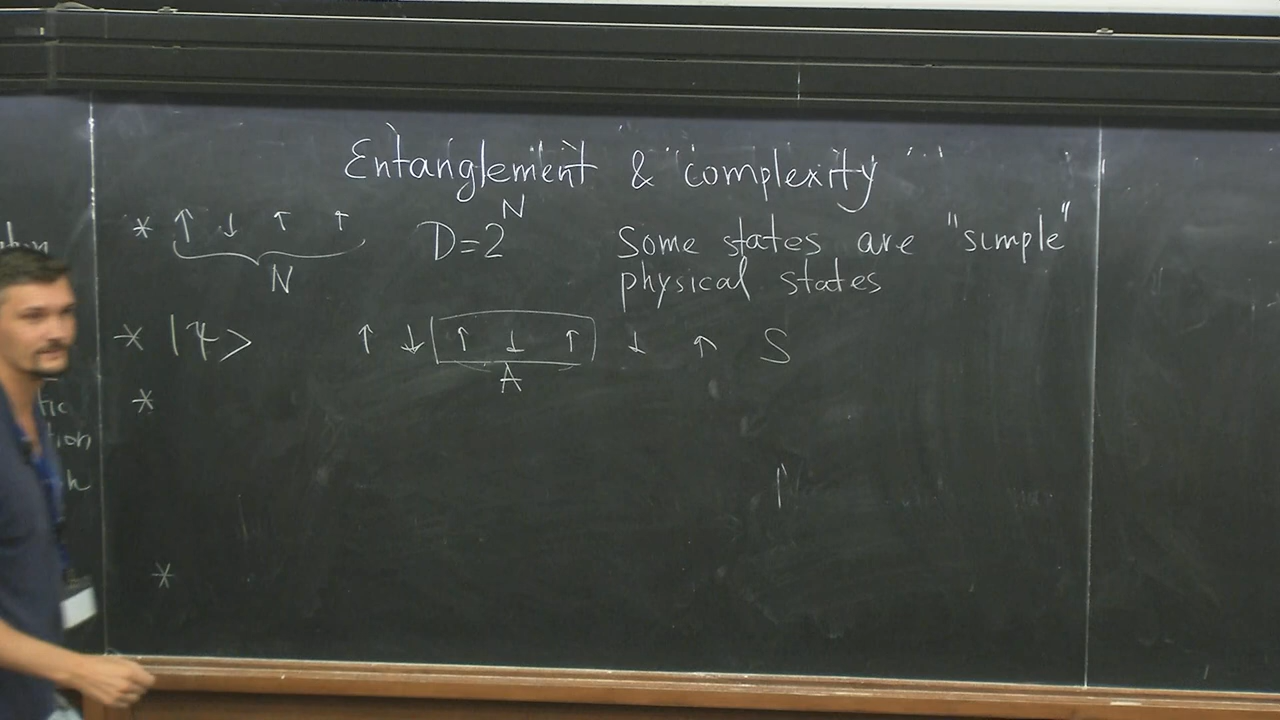 Entanglement & "complexity"
* ↑ ↓ ↑ ↑ N D=2^N Some states are "simple"
physical states
* |ψ> ↑ ↓ ↑ ↓ ↑ ↓ ↑ S
A
*
*